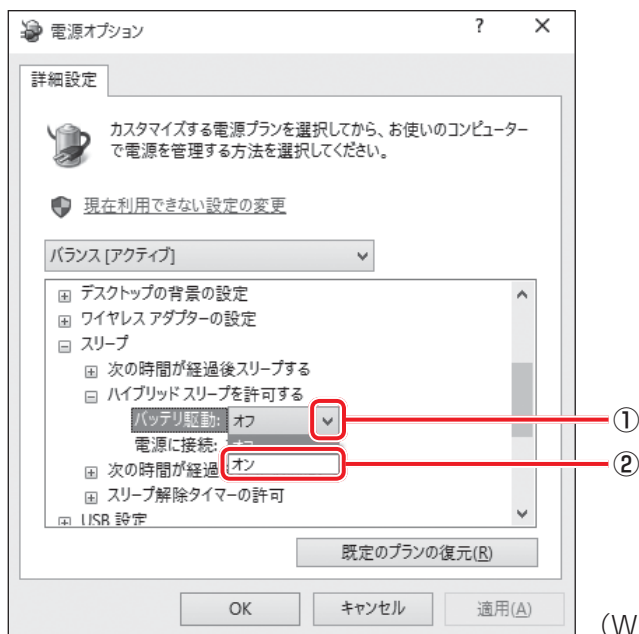 電源オプション
?
×
詳細設定
カスタマイズする電源プランを選択してから、お使いのコンピューター
で電源を管理する方法を選択してください。
現在利用できない設定の変更
バランス [アクティブ]
デスクトップの背景の設定
ワイヤレス アダプターの設定
スリープ
次の時間が経過後スリープする
ハイブリッド スリープを許可する
バッテリ駆動: オフ
①
電源に接続: オフ
次の時間が経過
オン
②
スリープ解除タイマーの許可
USB 設定
既定のプランの復元(R)
OK
キャンセル
適用(A)
(W